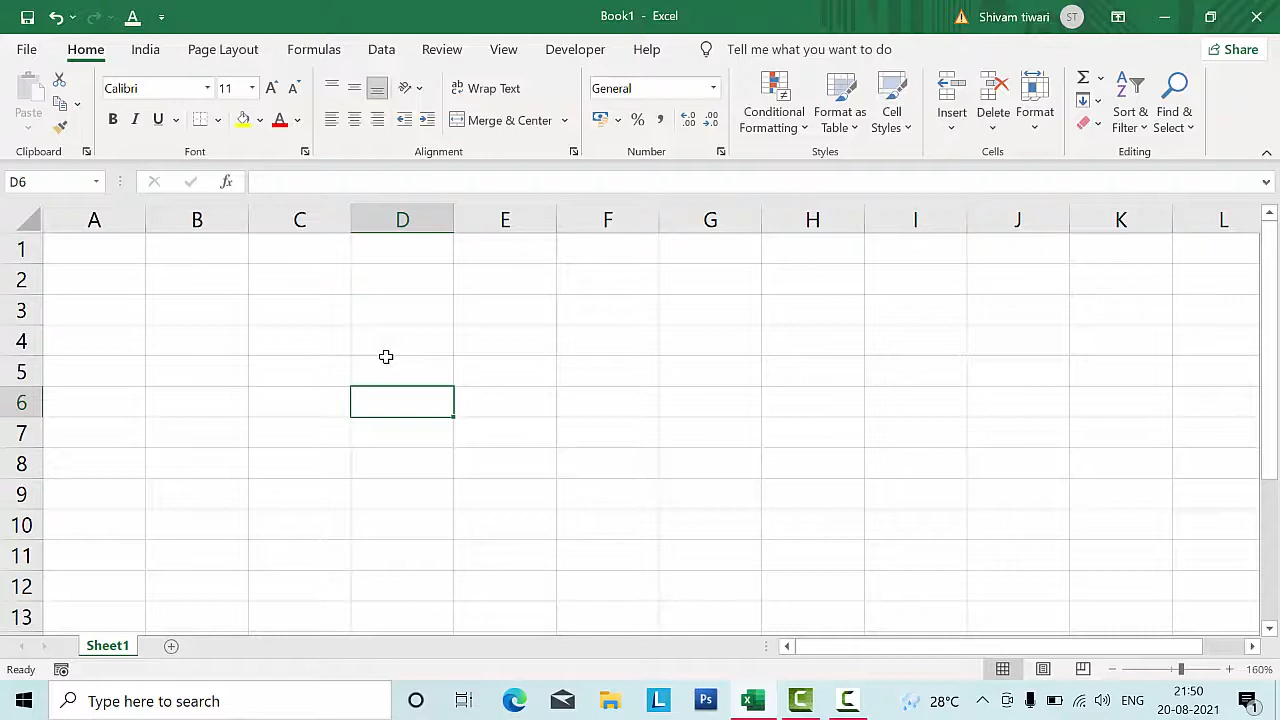 Book1 - Excel
Shivam tiwari ST
File Home India Page Layout Formulas Data Review View Developer Help Tell me what you want to do Share
Paste
Calibri 11
Wrap Text
General
Conditional Formatting
Format as Table
Cell Styles
Insert
Delete
Format
Sort & Filter
Find & Select
B I U
Merge & Center
Clipboard Font Alignment Number Styles Cells Editing
D6 fx
A B C D E F G H I J K L
1
2
3
4
5
6
7
8
9
10
11
12
13
Sheet1
Ready 160%
Type here to search
28°C ENG
21:50
20-08-2021